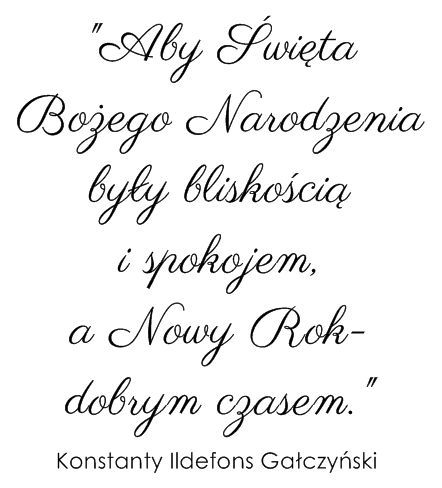 "Aby Święta
Bożego Narodzenia
były bliskością
i spokojem,
a Nowy Rok-
dobrym czasem."
Konstanty Ildefons Gałczyński